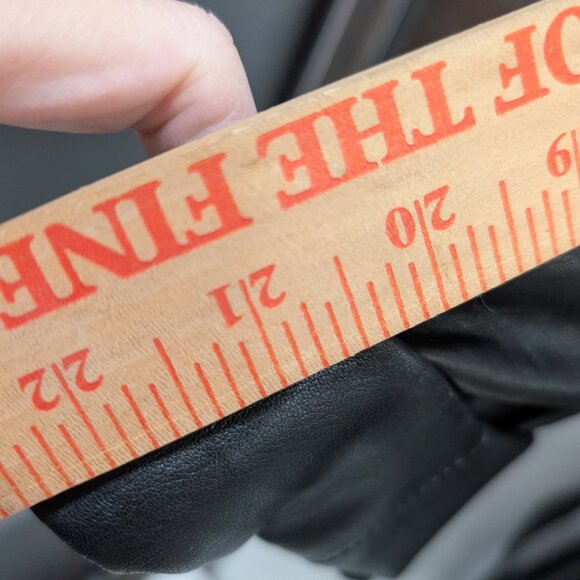 OF THE FINE
19 20 21 22